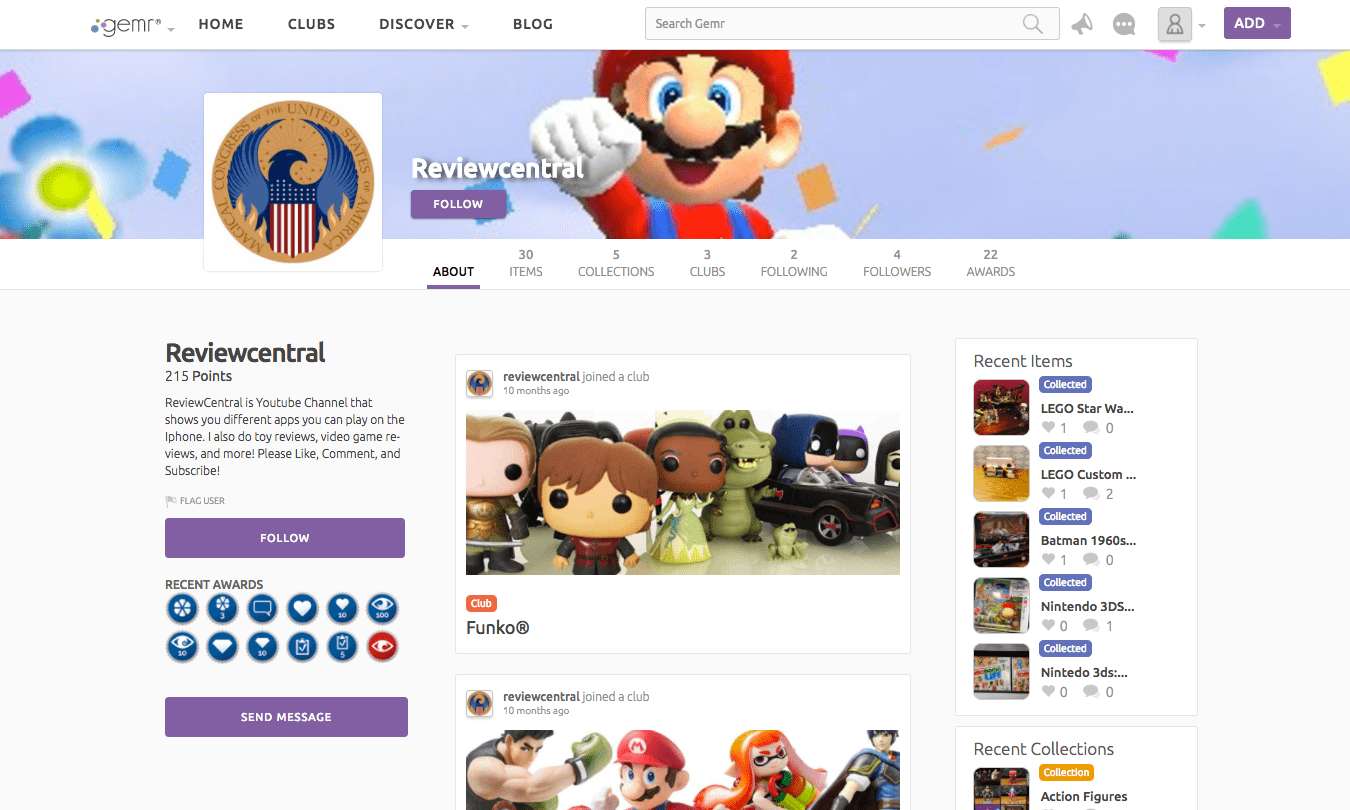 gemr®
HOME
CLUBS
DISCOVER
BLOG
Search Gemr
ADD
MAGICAL CONGRESS OF THE UNITED STATES OF AMERICA
Reviewcentral
FOLLOW
ABOUT
30
ITEMS
5
COLLECTIONS
3
CLUBS
2
FOLLOWING
4
FOLLOWERS
22
AWARDS
Reviewcentral
215 Points
ReviewCentral is Youtube Channel that
shows you different apps you can play on the
Iphone. I also do toy reviews, video game re-
views, and more! Please Like, Comment, and
Subscribe!
FLAG USER
FOLLOW
RECENT AWARDS
3
10
100
10
10
5
SEND MESSAGE
reviewcentral joined a club
10 months ago
Club
Funko®
reviewcentral joined a club
10 months ago
M
Recent Items
Collected
LEGO Star Wa...
1 0
Collected
LEGO Custom ...
1 2
Collected
Batman 1960s...
1 0
Collected
Nintendo 3DS...
0 1
Collected
Nintedo 3ds:...
0 0
Recent Collections
Collection
Action Figures